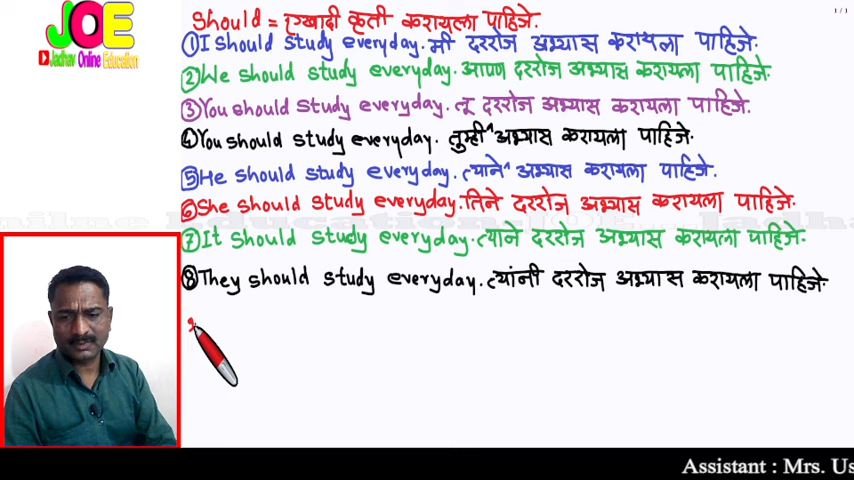 JOE
Jadhav Online Education
1/1
Should = एखादी कृती करायला पाहिजे.
① I should study everyday. मी दररोज अभ्यास करायला पाहिजे.
② We should study everyday. आपण दररोज अभ्यास करायला पाहिजे.
③ You should study everyday. तू दररोज अभ्यास करायला पाहिजे.
④ You should study everyday. तुम्ही ^ अभ्यास करायला पाहिजे.
⑤ He should study everyday. त्याने ^ अभ्यास करायला पाहिजे.
⑥ She should study everyday. तिने दररोज अभ्यास करायला पाहिजे.
⑦ It should study everyday. त्याने दररोज अभ्यास करायला पाहिजे.
⑧ They should study everyday. त्यांनी दररोज अभ्यास करायला पाहिजे.
Assistant : Mrs. Us